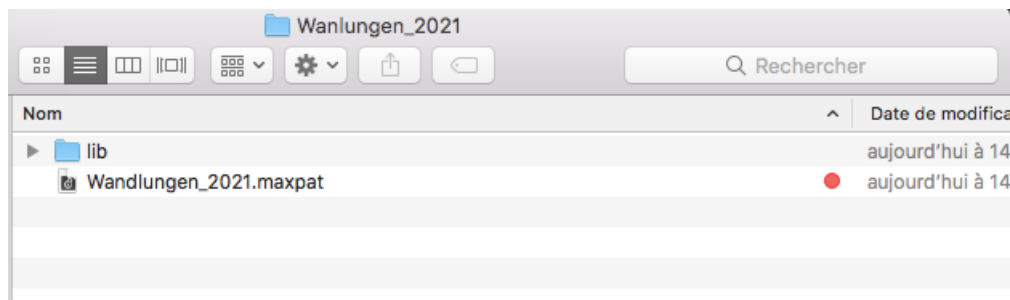 Wanlungen_2021
Rechercher
Nom Date de modifica
lib aujourd'hui à 14
Wandlungen_2021.maxpat aujourd'hui à 14